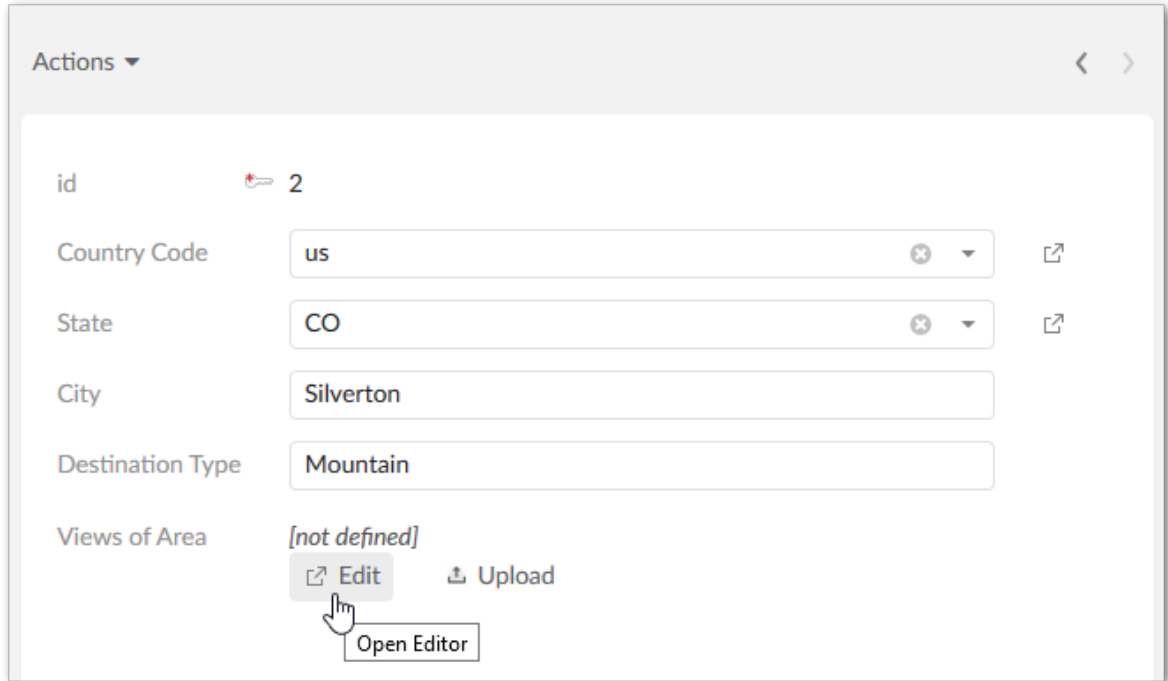 Actions
id 2
Country Code us
State CO
City Silverton
Destination Type Mountain
Views of Area [not defined]
Edit Upload
Open Editor